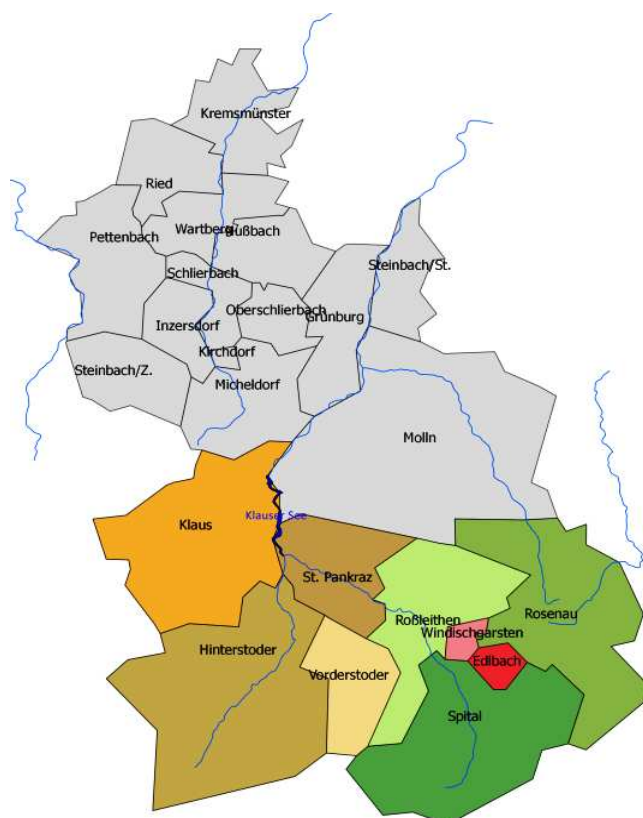 Kremsmünster
Ried
Wartberg
Nußbach
Pettenbach
Steinbach/St.
Schlierbach
Oberschlierbach
Grünburg
Inzersdorf
Kirchdorf
Steinbach/Z.
Micheldorf
Molln
Klauser See
Klaus
St. Pankraz
Roßleithen
Rosenau
Windischgarsten
Hinterstoder
Edlbach
Vorderstoder
Spital